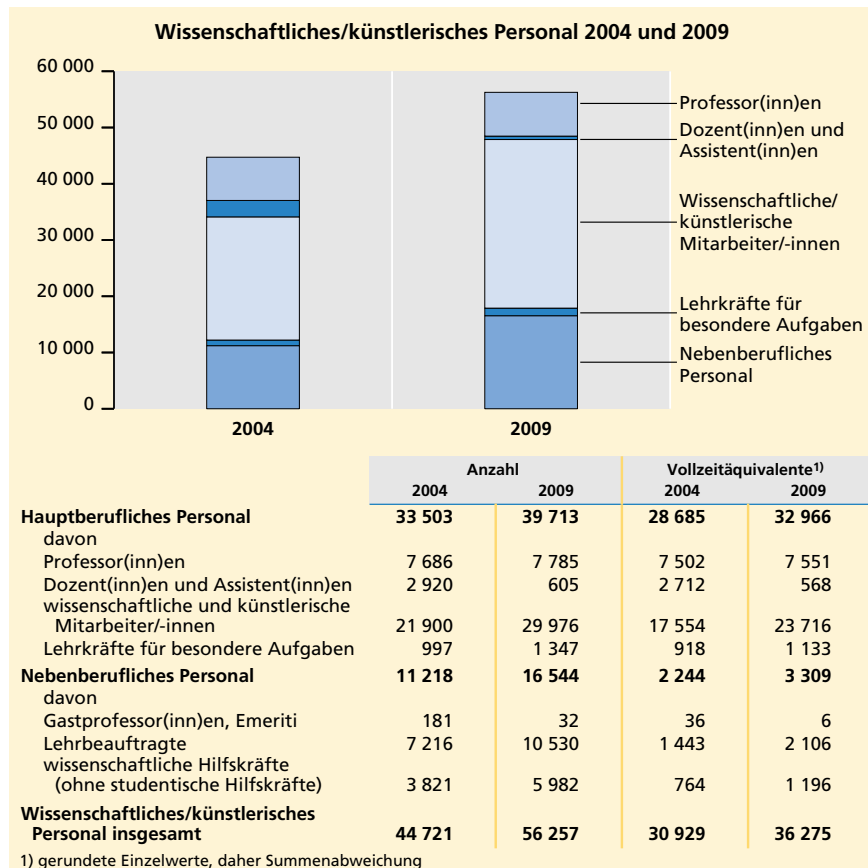 Wissenschaftliches/künstlerisches Personal 2004 und 2009
60 000
50 000
40 000
30 000
20 000
10 000
0
2004
2009
Professor(inn)en
Dozent(inn)en und
Assistent(inn)en
Wissenschaftliche/
künstlerische
Mitarbeiter/-innen
Lehrkräfte für
besondere Aufgaben
Nebenberufliches
Personal
Anzahl Vollzeitäquivalente1)
2004 2009 2004 2009
Hauptberufliches Personal 33 503 39 713 28 685 32 966
davon
Professor(inn)en 7 686 7 785 7 502 7 551
Dozent(inn)en und Assistent(inn)en 2 920 605 2 712 568
wissenschaftliche und künstlerische
Mitarbeiter/-innen 21 900 29 976 17 554 23 716
Lehrkräfte für besondere Aufgaben 997 1 347 918 1 133
Nebenberufliches Personal 11 218 16 544 2 244 3 309
davon
Gastprofessor(inn)en, Emeriti 181 32 36 6
Lehrbeauftragte 7 216 10 530 1 443 2 106
wissenschaftliche Hilfskräfte
(ohne studentische Hilfskräfte) 3 821 5 982 764 1 196
Wissenschaftliches/künstlerisches
Personal insgesamt 44 721 56 257 30 929 36 275
1) gerundete Einzelwerte, daher Summenabweichung